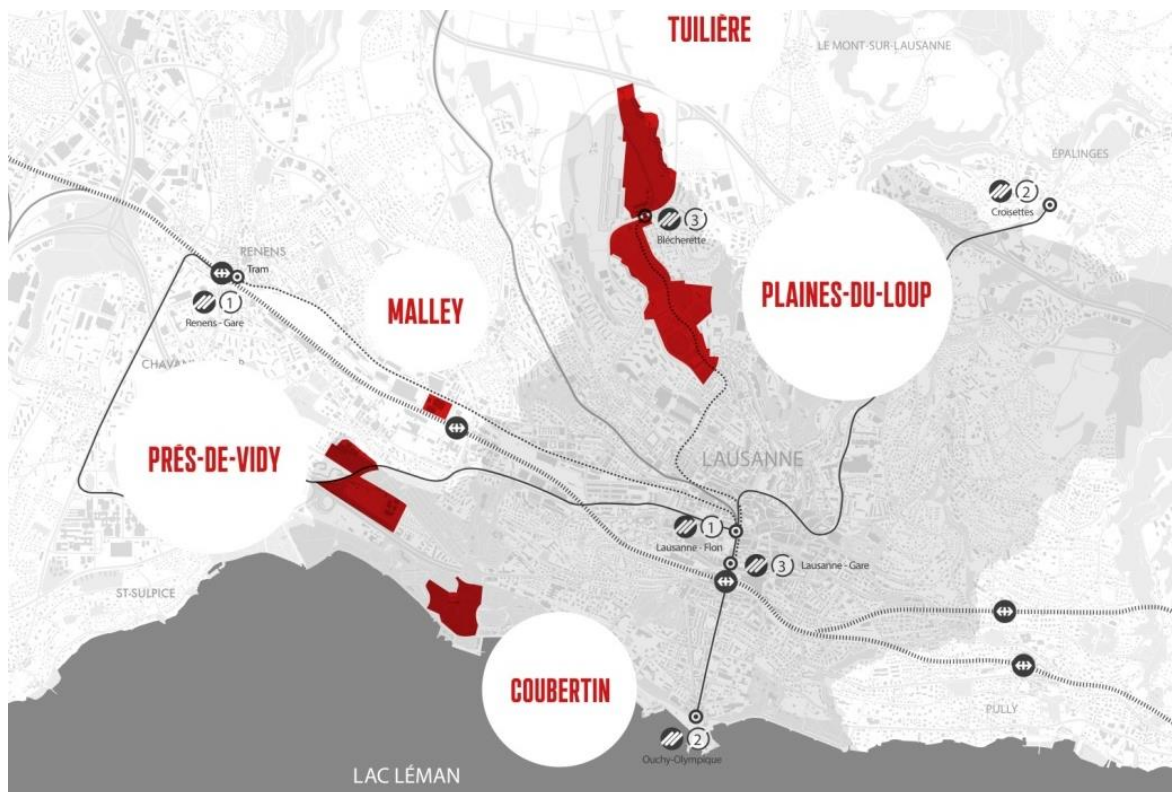 TUILIÈRE
LE MONT-SUR-LAUSANNE
ÉPALINGES
2
Croisettes
3
Blécherette
RENENS
Tram
1
Renens - Gare
MALLEY
PLAINES-DU-LOUP
PRÉS-DE-VIDY
LAUSANNE
1
Lausanne - Flon
3
Lausanne - Gare
ST-SULPICE
COUBERTIN
PULLY
2
Ouchy-Olympique
LAC LÉMAN